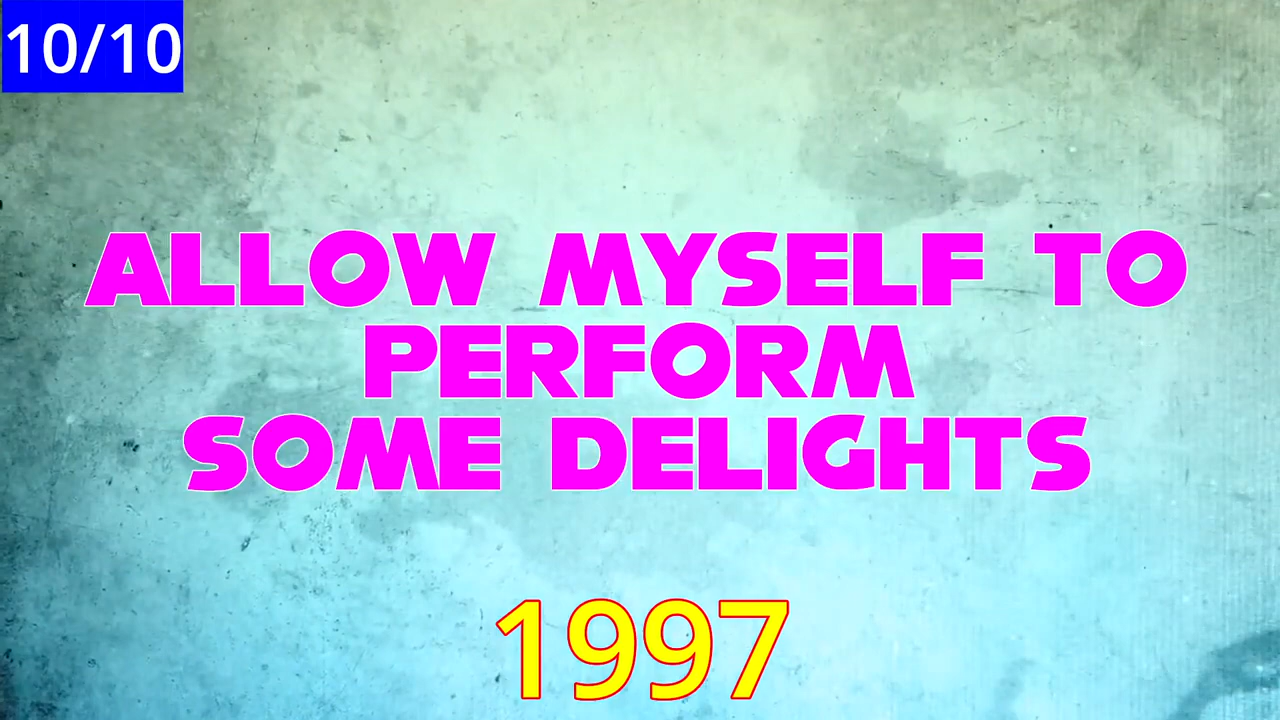 10/10
ALLOW MYSELF TO
PERFORM
SOME DELIGHTS
1997